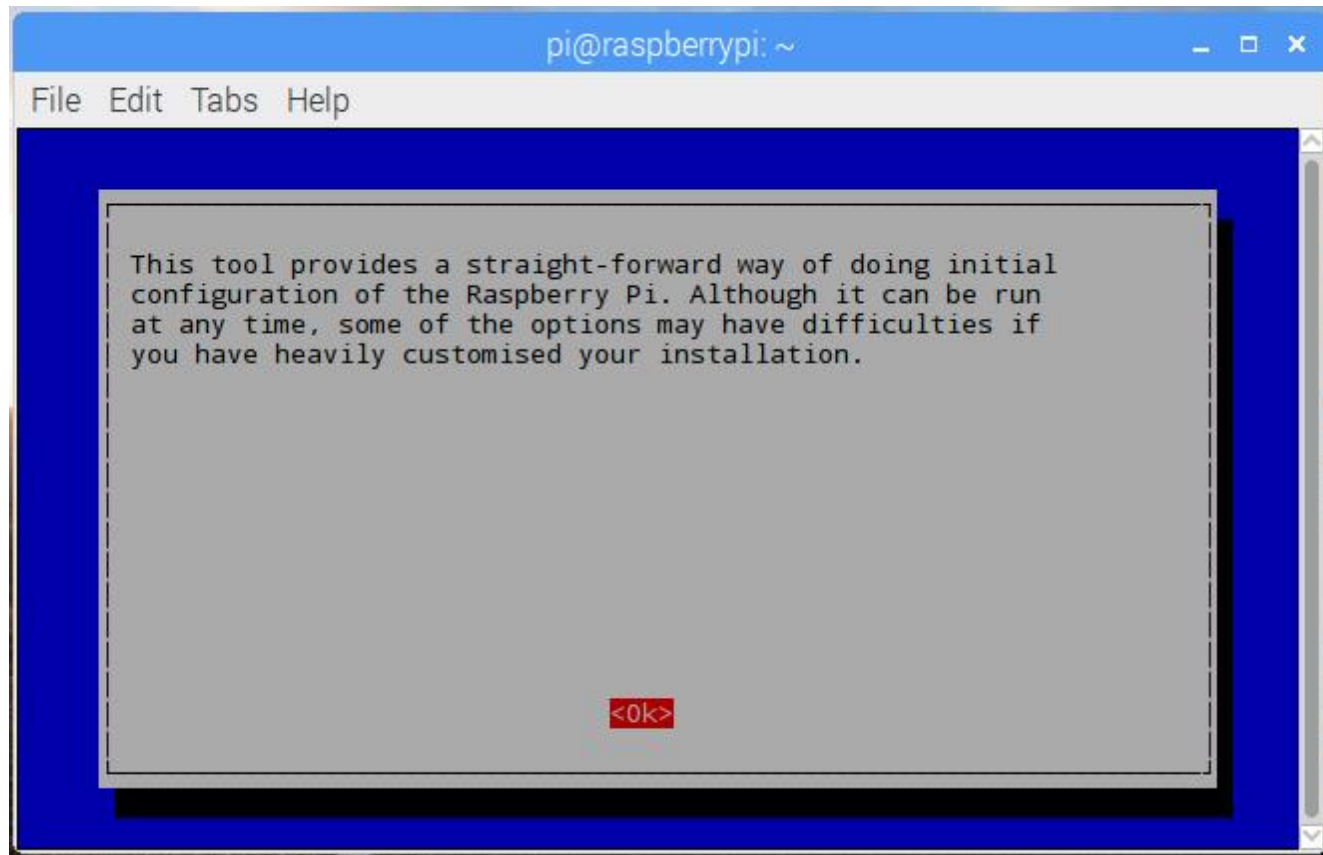 pi@raspberrypi: ~
File Edit Tabs Help
This tool provides a straight-forward way of doing initial
configuration of the Raspberry Pi. Although it can be run
at any time, some of the options may have difficulties if
you have heavily customised your installation.
<Ok>